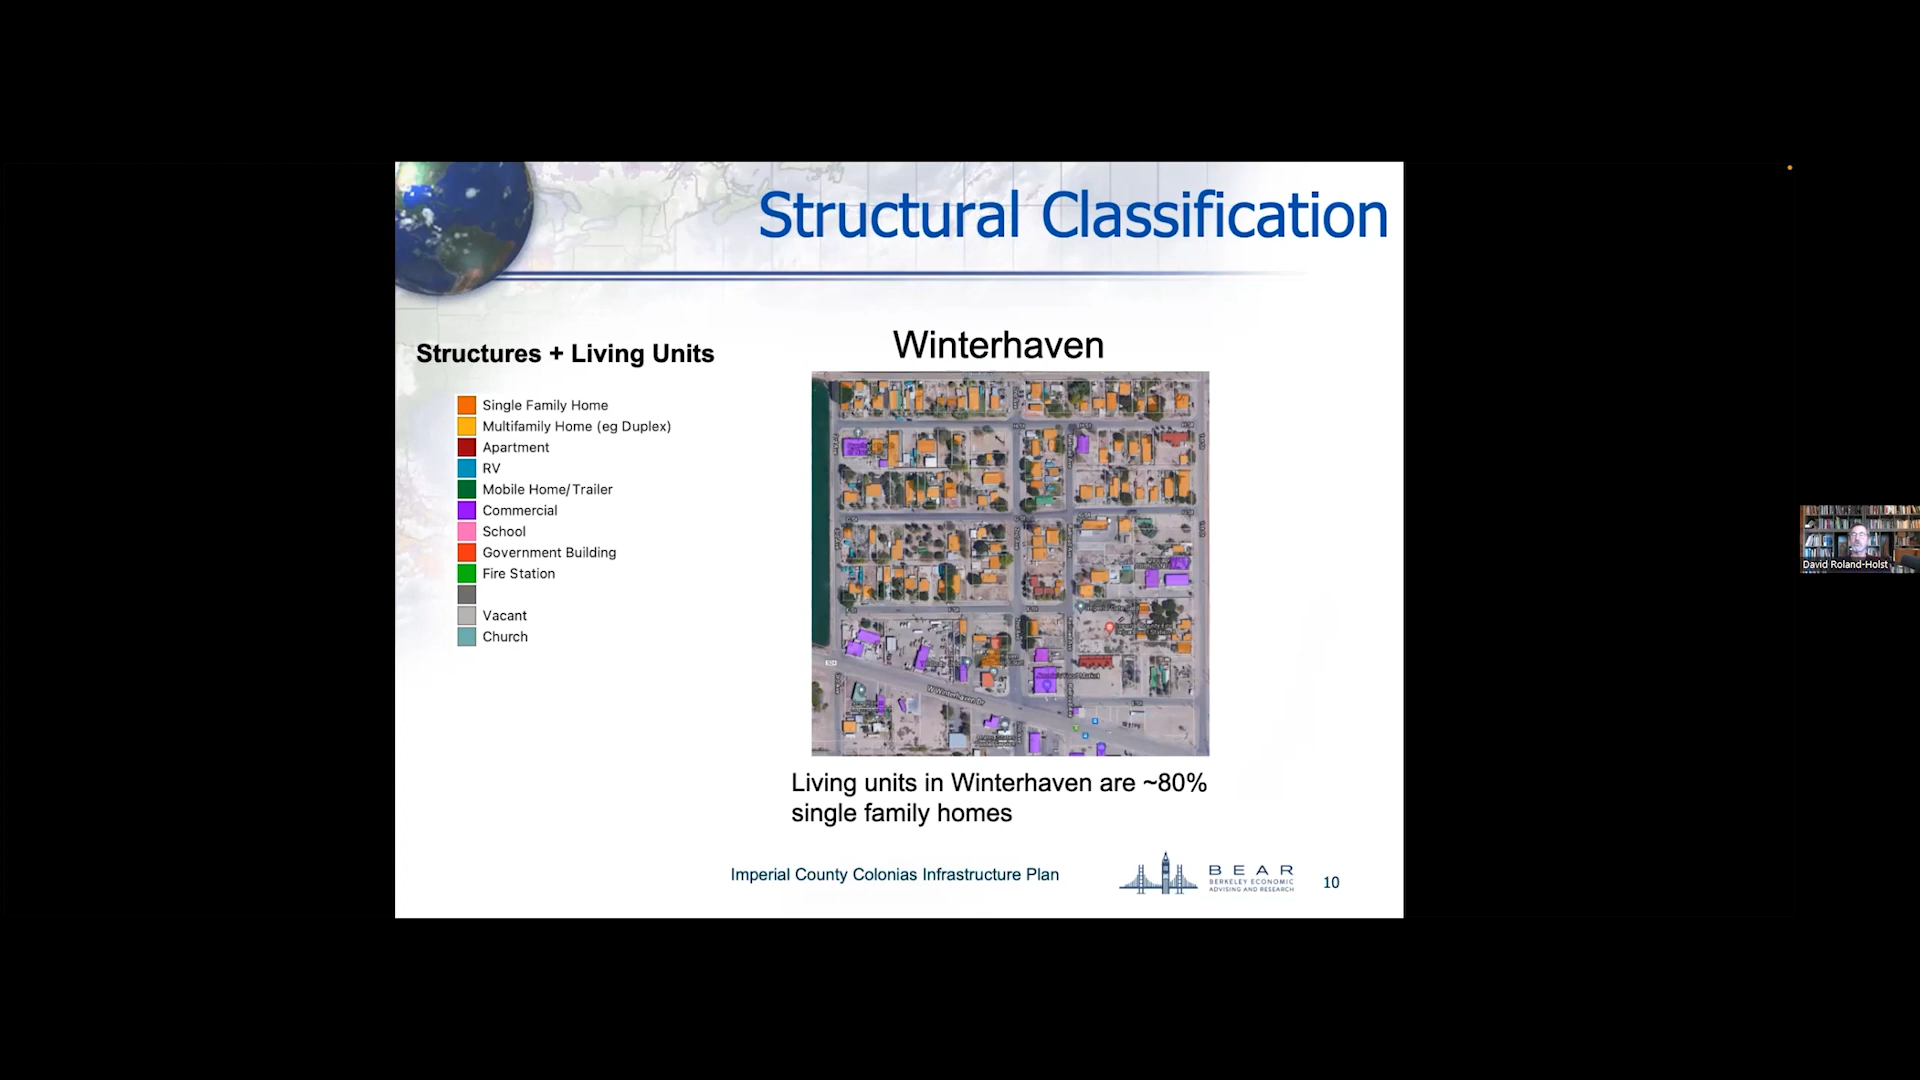 Structural Classification
Structures + Living Units
Single Family Home
Multifamily Home (eg Duplex)
Apartment
RV
Mobile Home/Trailer
Commercial
School
Government Building
Fire Station
Vacant
Church
Winterhaven
W Winterhaven Dr
Living units in Winterhaven are ~80%
single family homes
Imperial County Colonias Infrastructure Plan
BEAR
BERKELEY ECONOMIC
ADVISING AND RESEARCH
10
David Roland-Holst